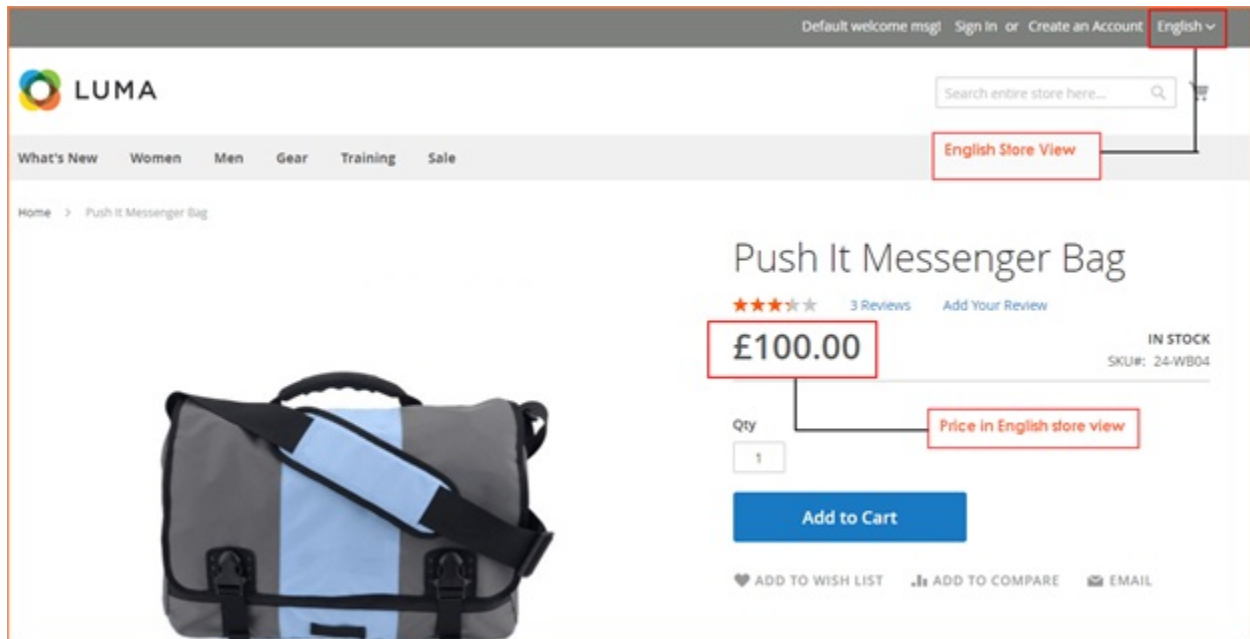 Default welcome msg! Sign In or Create an Account English
LUMA
Search entire store here...
What's New Women Men Gear Training Sale
English Store View
Home > Push It Messenger Bag
Push It Messenger Bag
3 Reviews Add Your Review
£100.00
IN STOCK
SKU#: 24-WB04
Qty
Price in English store view
1
Add to Cart
ADD TO WISH LIST ADD TO COMPARE EMAIL